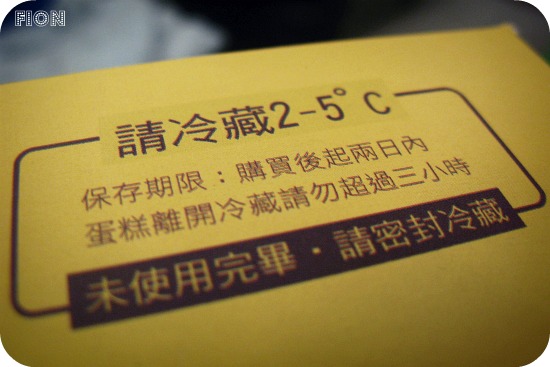 FION
請冷藏2-5°C
保存期限：購買後起兩日內
蛋糕離開冷藏請勿超過三小時
未使用完畢．請密封冷藏